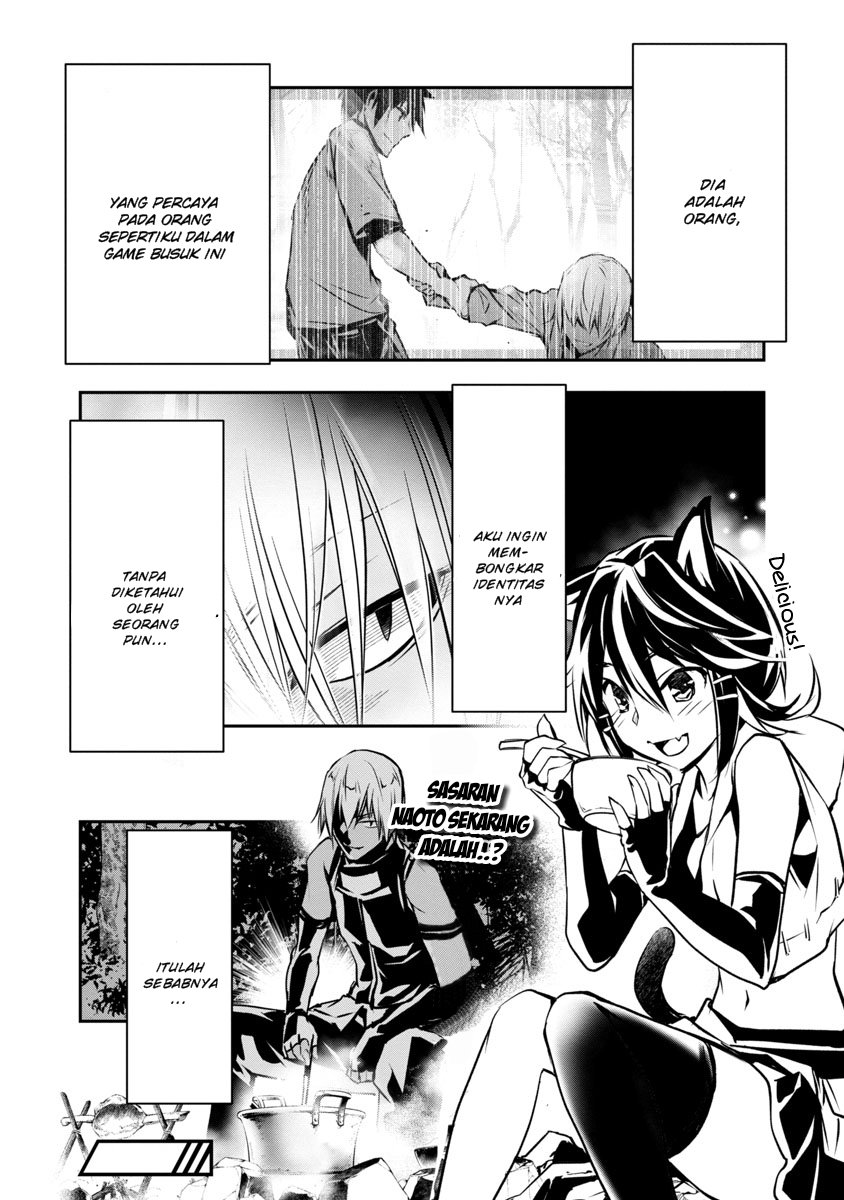 DIA
ADALAH
ORANG,
YANG PERCAYA
PADA ORANG
SEPERTIKU DALAM
GAME BUSUK INI
AKU INGIN
MEM-
BONGKAR
IDENTITAS
NYA
TANPA
DIKETAHUI
OLEH
SEORANG
PUN...
Delicious!
SASARAN
NAOTO SEKARANG
ADALAH..?
ITULAH
SEBABNYA
...